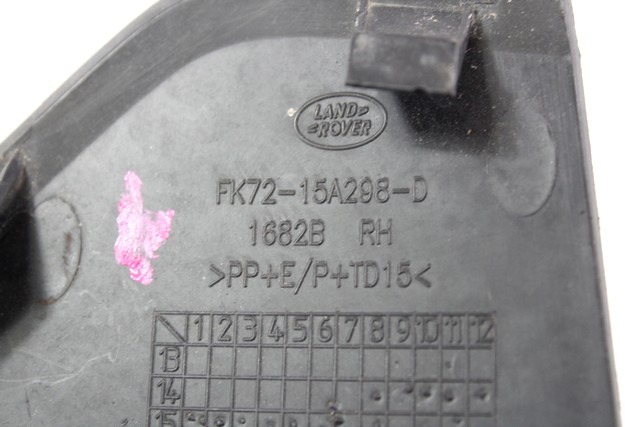 LAND
ROVER
FK72-15A298-D
1682B RH
>PP+E/P+TD15<
1 2 3 4 5 6 7 8 9 10 11 12
13
14
15